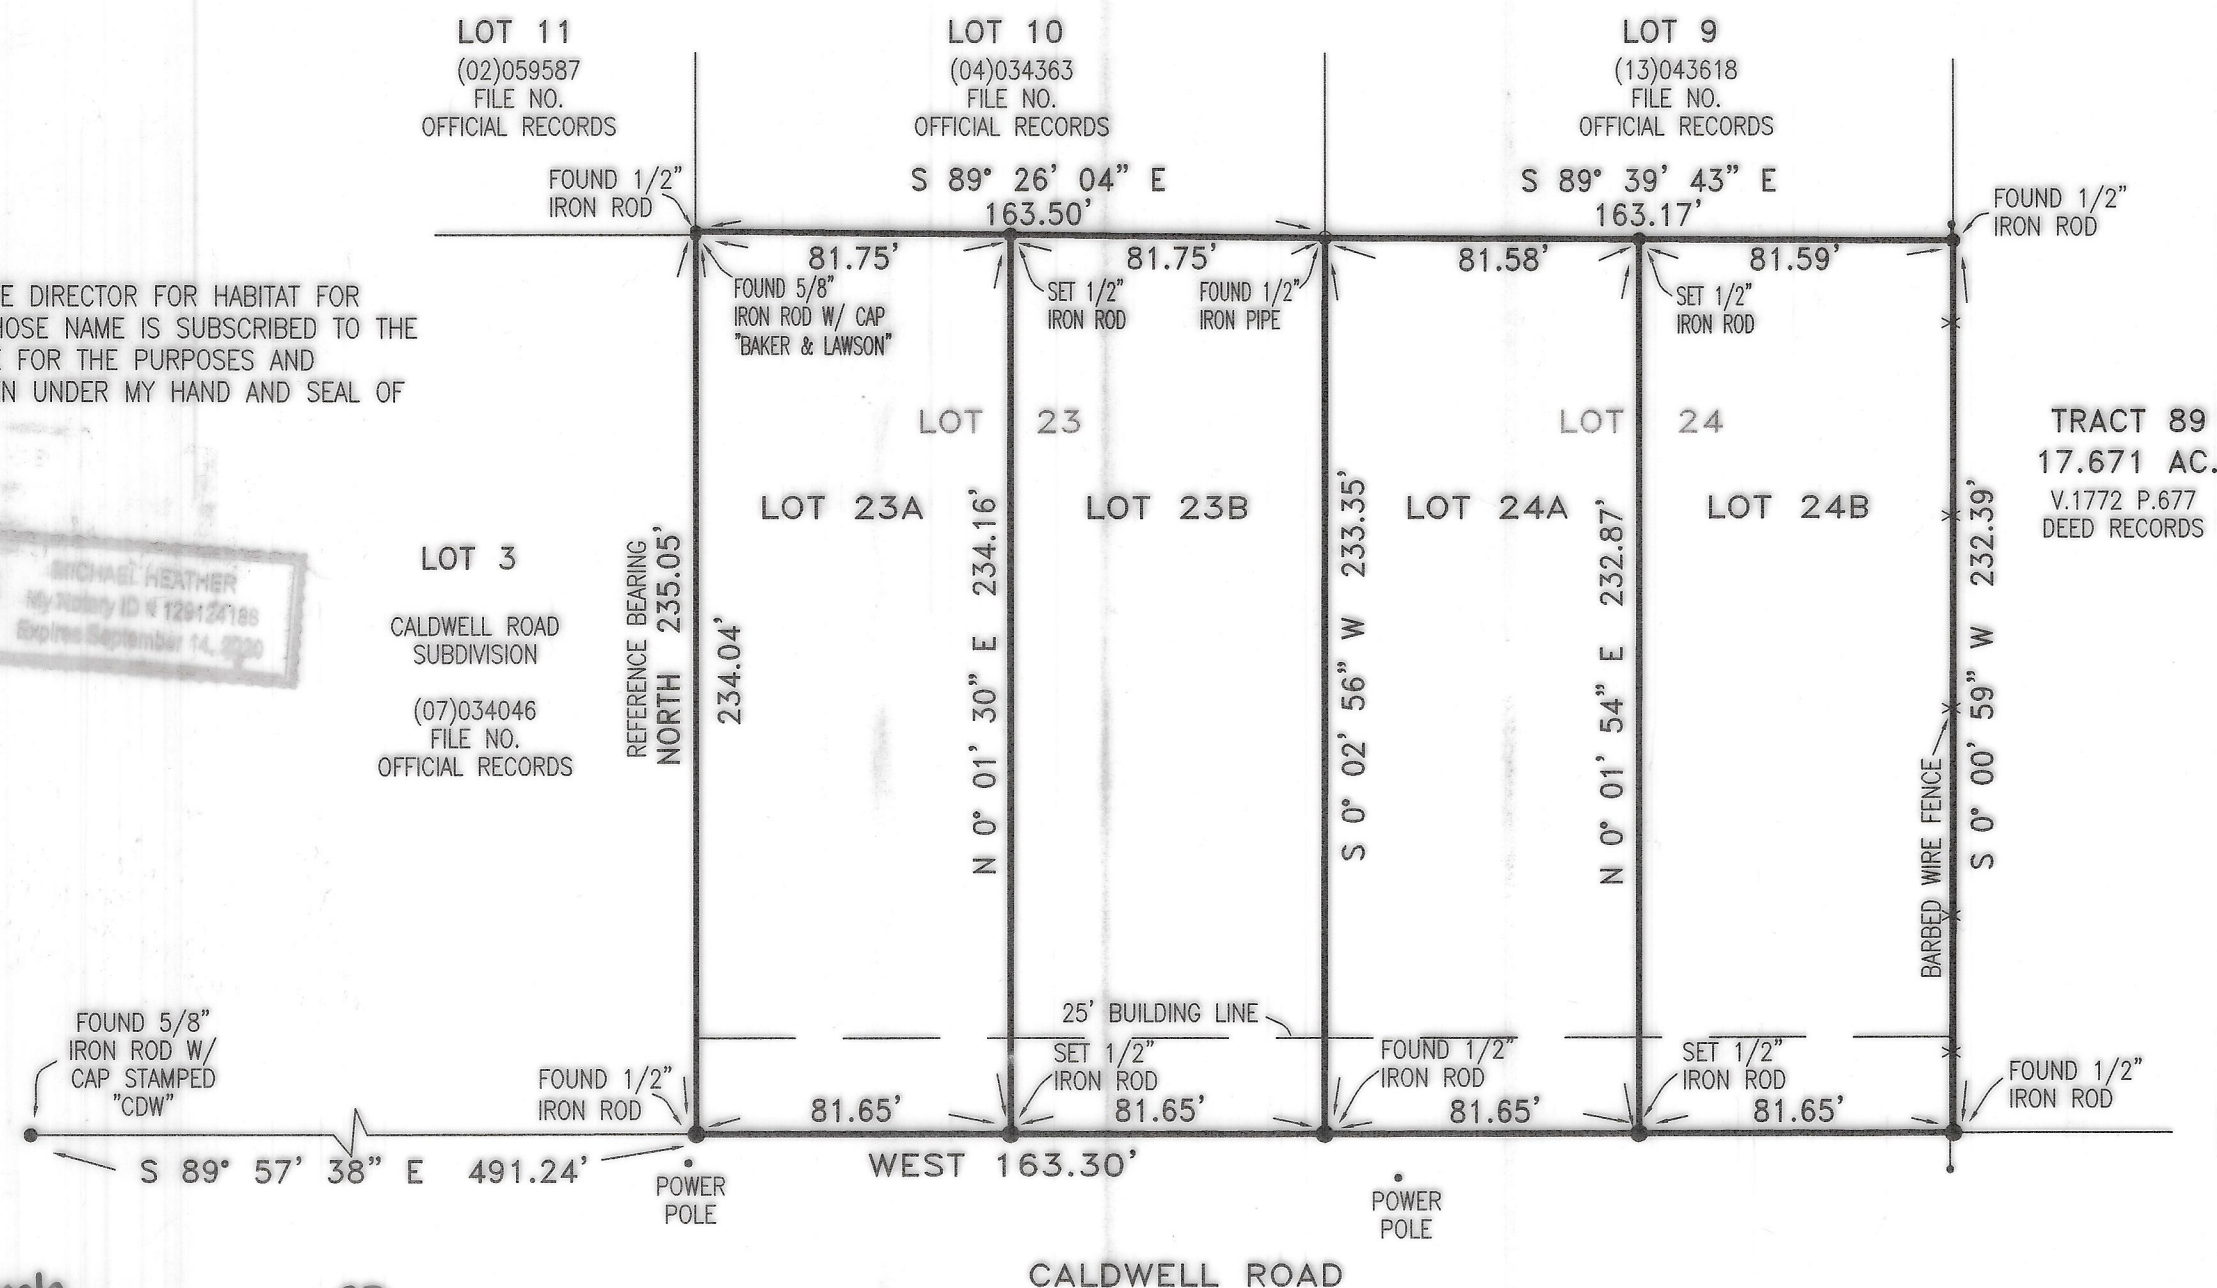 LOT 11
(02)059587
FILE NO.
OFFICIAL RECORDS
LOT 10
(04)034363
FILE NO.
OFFICIAL RECORDS
LOT 9
(13)043618
FILE NO.
OFFICIAL RECORDS
FOUND 1/2"
IRON ROD
S 89° 26' 04" E
163.50'
S 89° 39' 43" E
163.17'
FOUND 1/2"
IRON ROD
81.75'
81.75'
81.58'
81.59'
FOUND 5/8"
IRON ROD W/ CAP
"BAKER & LAWSON"
SET 1/2"
IRON ROD
FOUND 1/2"
IRON PIPE
SET 1/2"
IRON ROD
E DIRECTOR FOR HABITAT FOR
HOSE NAME IS SUBSCRIBED TO THE
E FOR THE PURPOSES AND
N UNDER MY HAND AND SEAL OF
LOT 23
LOT 24
TRACT 89
17.671 AC.
V.1772 P.677
DEED RECORDS
LOT 23A
LOT 23B
LOT 24A
LOT 24B
MICHAEL HEATHER
My Notary ID # 129124186
Expires September 14, 2020
LOT 3
CALDWELL ROAD
SUBDIVISION
(07)034046
FILE NO.
OFFICIAL RECORDS
REFERENCE BEARING
NORTH 235.05'
234.04'
N 0° 01' 30" E 234.16'
S 0° 02' 56" W 233.35'
N 0° 01' 54" E 232.87'
BARBED WIRE FENCE
S 0° 00' 59" W 232.39'
25' BUILDING LINE
FOUND 5/8"
IRON ROD W/
CAP STAMPED
"CDW"
FOUND 1/2"
IRON ROD
SET 1/2"
IRON ROD
FOUND 1/2"
IRON ROD
SET 1/2"
IRON ROD
FOUND 1/2"
IRON ROD
81.65'
81.65'
81.65'
81.65'
S 89° 57' 38" E 491.24'
WEST 163.30'
POWER
POLE
POWER
POLE
CALDWELL ROAD